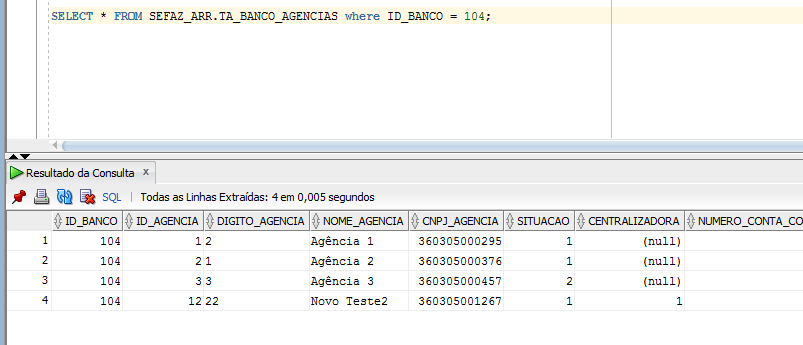 SELECT * FROM SEFAZ_ARR.TA_BANCO_AGENCIAS where ID_BANCO = 104;
Resultado da Consulta x
SQL | Todas as Linhas Extraídas: 4 em 0,005 segundos
ID_BANCO ID_AGENCIA DIGITO_AGENCIA NOME_AGENCIA CNPJ_AGENCIA SITUACAO CENTRALIZADORA NUMERO_CONTA_CO
1 104 1 2 Agência 1 360305000295 1 (null)
2 104 2 1 Agência 2 360305000376 1 (null)
3 104 3 3 Agência 3 360305000457 2 (null)
4 104 12 22 Novo Teste2 360305001267 1 1